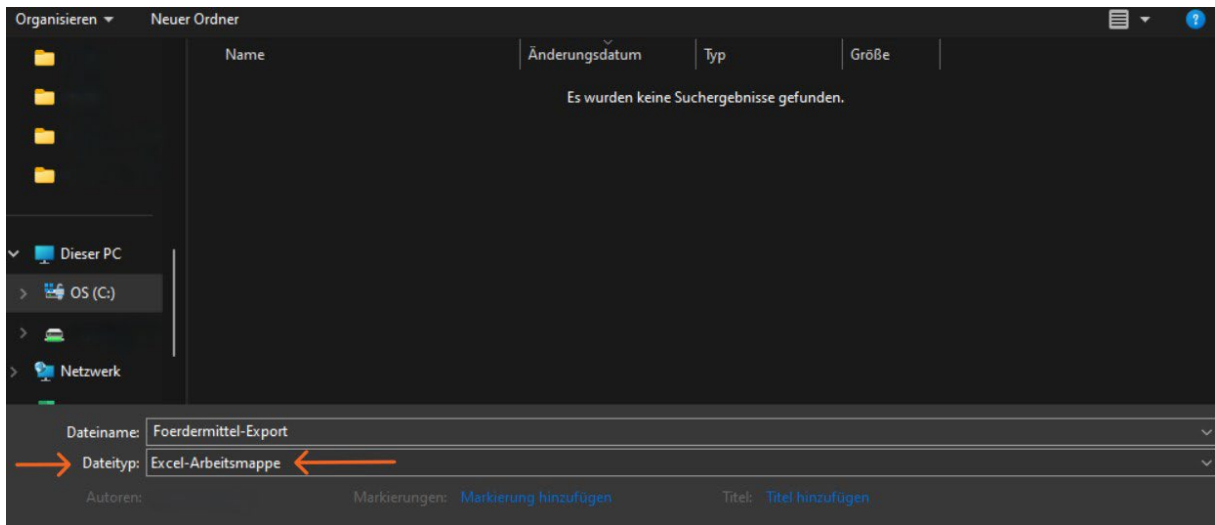 Organisieren Neuer Ordner
Name Änderungsdatum Typ Größe
Es wurden keine Suchergebnisse gefunden.
Dieser PC
OS (C:)
Netzwerk
Dateiname: Foerdermittel-Export
Dateityp: Excel-Arbeitsmappe
Autoren: Markierungen: Markierung hinzufügen Titel: Titel hinzufügen